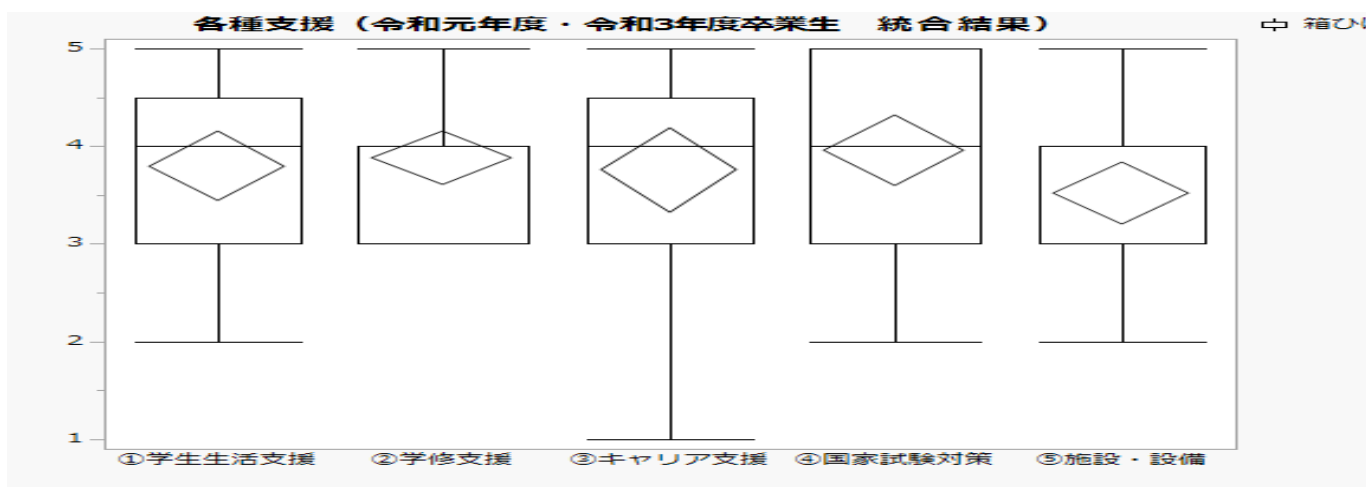 各種支援（令和元年度・令和3年度卒業生　統合結果）
箱ひ
5
4
3
2
1
①学生生活支援
②学修支援
③キャリア支援
④国家試験対策
⑤施設・設備